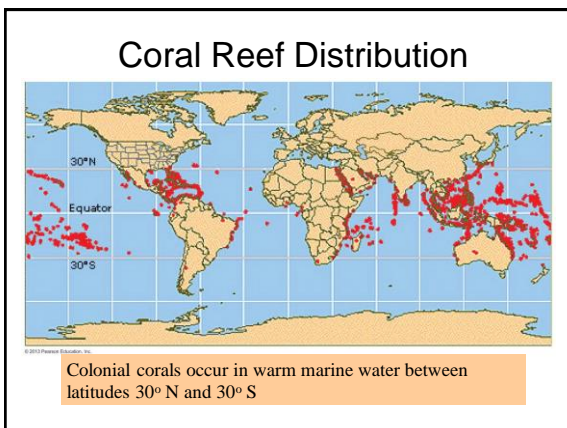 Coral Reef Distribution
30°N
Equator
30°S
© 2013 Pearson Education, Inc.
Colonial corals occur in warm marine water between
latitudes 30° N and 30° S